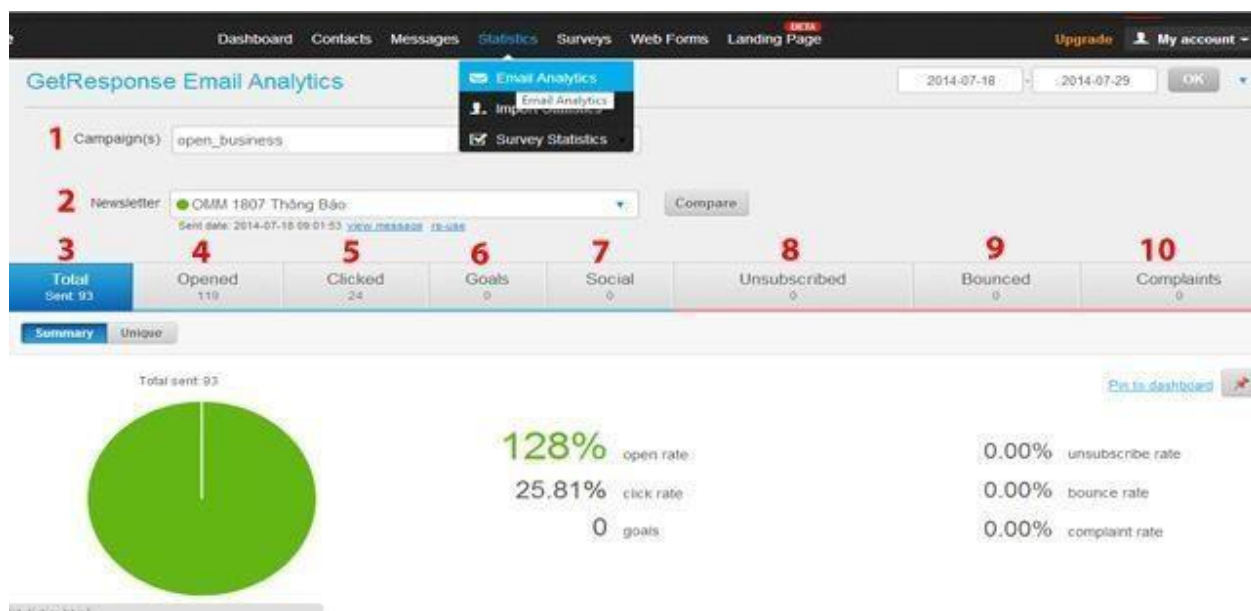 Dashboard Contacts Messages Statistics Surveys Web Forms Landing Page BETA Upgrade My account
GetResponse Email Analytics
Email Analytics
2014-07-18 - 2014-07-29 OK
Email Analytics
Import
Survey Statistics
1 Campaign(s) open_business
2 Newsletter OMM 1807 Thông Báo Compare
Sent date: 2014-07-18 09:01:53 view message re-use
3 4 5 6 7 8 9 10
Total Opened Clicked Goals Social Unsubscribed Bounced Complaints
Sent: 93 119 24 0 0 0 0 0
Summary Unique
Total sent: 93
Pin to dashboard
128% open rate
0.00% unsubscribe rate
25.81% click rate
0.00% bounce rate
0 goals
0.00% complaint rate